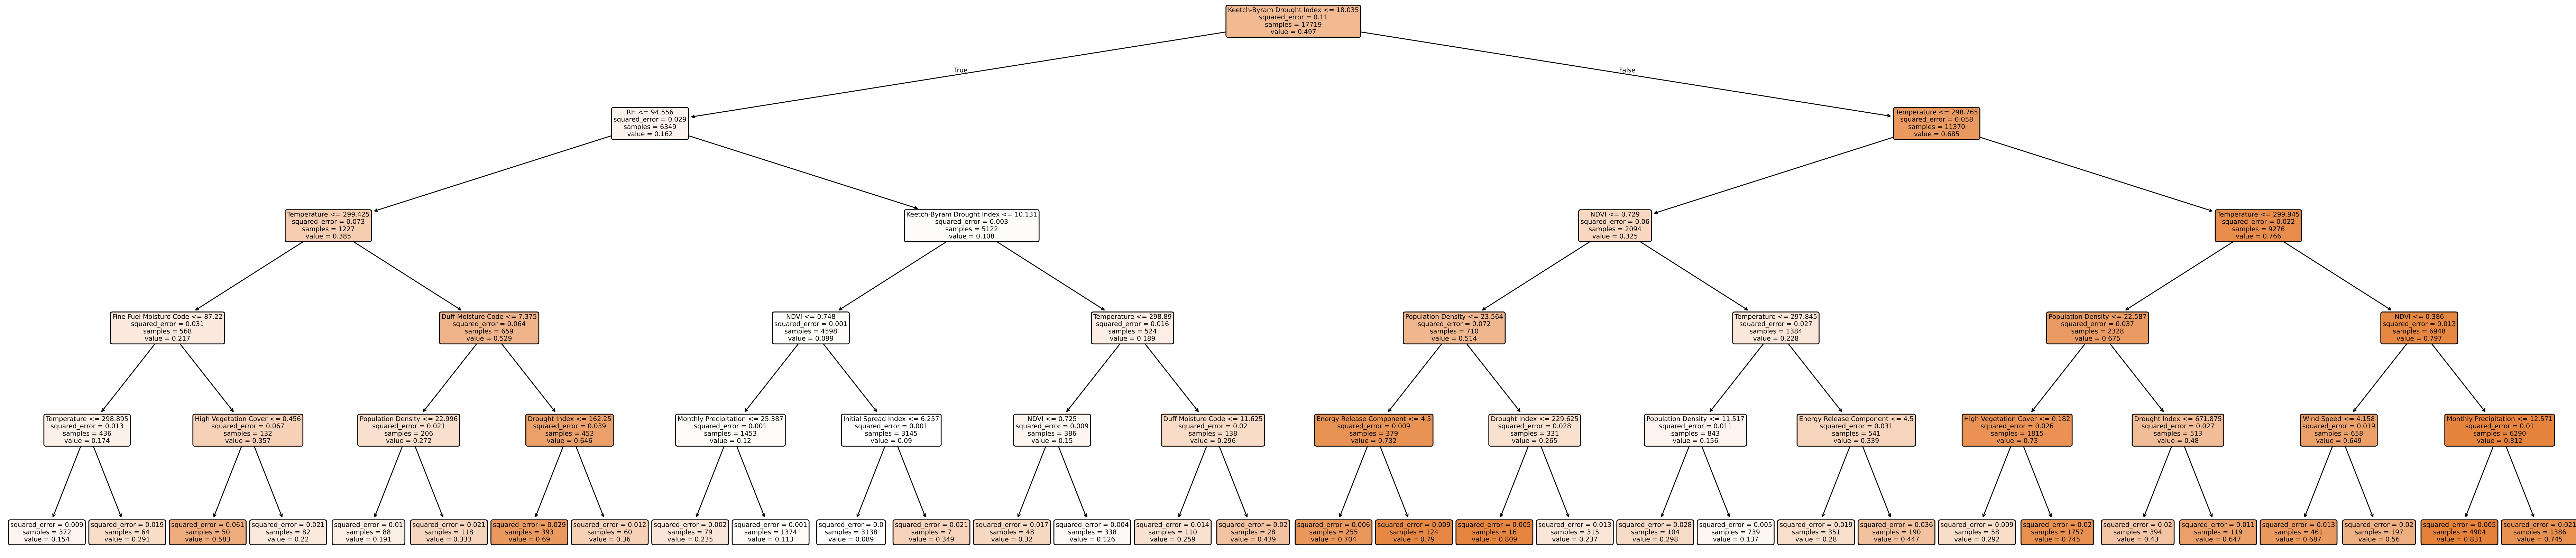 Keetch-Byram Drought Index <= 18.035
squared_error = 0.11
samples = 17719
value = 0.497
True
False
RH <= 94.556
squared_error = 0.029
samples = 6349
value = 0.162
Temperature <= 298.765
squared_error = 0.058
samples = 11370
value = 0.685
Temperature <= 299.425
squared_error = 0.073
samples = 1227
value = 0.385
Keetch-Byram Drought Index <= 10.131
squared_error = 0.003
samples = 5122
value = 0.108
NDVI <= 0.729
squared_error = 0.06
samples = 2094
value = 0.325
Temperature <= 299.945
squared_error = 0.022
samples = 9276
value = 0.766
Fine Fuel Moisture Code <= 87.22
squared_error = 0.031
samples = 568
value = 0.217
Duff Moisture Code <= 7.375
squared_error = 0.064
samples = 659
value = 0.529
NDVI <= 0.748
squared_error = 0.001
samples = 4598
value = 0.099
Temperature <= 298.89
squared_error = 0.016
samples = 524
value = 0.189
Population Density <= 23.564
squared_error = 0.072
samples = 710
value = 0.514
Temperature <= 297.845
squared_error = 0.027
samples = 1384
value = 0.228
Population Density <= 22.587
squared_error = 0.037
samples = 2328
value = 0.675
NDVI <= 0.386
squared_error = 0.013
samples = 6948
value = 0.797
Temperature <= 298.895
squared_error = 0.013
samples = 436
value = 0.174
High Vegetation Cover <= 0.456
squared_error = 0.067
samples = 132
value = 0.357
Population Density <= 22.996
squared_error = 0.021
samples = 206
value = 0.272
Drought Index <= 162.25
squared_error = 0.039
samples = 453
value = 0.646
Monthly Precipitation <= 25.387
squared_error = 0.001
samples = 1453
value = 0.12
Initial Spread Index <= 6.257
squared_error = 0.001
samples = 3145
value = 0.09
NDVI <= 0.725
squared_error = 0.009
samples = 386
value = 0.15
Duff Moisture Code <= 11.625
squared_error = 0.02
samples = 138
value = 0.296
Energy Release Component <= 4.5
squared_error = 0.009
samples = 379
value = 0.732
Drought Index <= 229.625
squared_error = 0.028
samples = 331
value = 0.265
Population Density <= 11.517
squared_error = 0.011
samples = 843
value = 0.156
Energy Release Component <= 4.5
squared_error = 0.031
samples = 541
value = 0.339
High Vegetation Cover <= 0.182
squared_error = 0.026
samples = 1815
value = 0.73
Drought Index <= 671.875
squared_error = 0.027
samples = 513
value = 0.48
Wind Speed <= 4.158
squared_error = 0.019
samples = 658
value = 0.649
Monthly Precipitation <= 12.571
squared_error = 0.01
samples = 6290
value = 0.812
squared_error = 0.009
samples = 372
value = 0.154
squared_error = 0.019
samples = 64
value = 0.291
squared_error = 0.061
samples = 50
value = 0.583
squared_error = 0.021
samples = 82
value = 0.22
squared_error = 0.01
samples = 88
value = 0.191
squared_error = 0.021
samples = 118
value = 0.333
squared_error = 0.029
samples = 393
value = 0.69
squared_error = 0.012
samples = 60
value = 0.36
squared_error = 0.002
samples = 79
value = 0.235
squared_error = 0.001
samples = 1374
value = 0.113
squared_error = 0.0
samples = 3138
value = 0.089
squared_error = 0.021
samples = 7
value = 0.349
squared_error = 0.017
samples = 48
value = 0.32
squared_error = 0.004
samples = 338
value = 0.126
squared_error = 0.014
samples = 110
value = 0.259
squared_error = 0.02
samples = 28
value = 0.439
squared_error = 0.006
samples = 255
value = 0.704
squared_error = 0.009
samples = 124
value = 0.79
squared_error = 0.005
samples = 16
value = 0.809
squared_error = 0.013
samples = 315
value = 0.237
squared_error = 0.028
samples = 104
value = 0.298
squared_error = 0.005
samples = 739
value = 0.137
squared_error = 0.019
samples = 351
value = 0.28
squared_error = 0.036
samples = 190
value = 0.447
squared_error = 0.009
samples = 58
value = 0.292
squared_error = 0.02
samples = 1757
value = 0.745
squared_error = 0.02
samples = 394
value = 0.43
squared_error = 0.011
samples = 119
value = 0.647
squared_error = 0.013
samples = 461
value = 0.687
squared_error = 0.02
samples = 197
value = 0.56
squared_error = 0.005
samples = 4904
value = 0.831
squared_error = 0.021
samples = 1386
value = 0.745